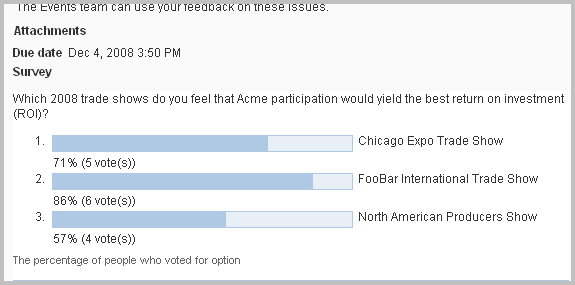 The Events team can use your feedback on these issues.
Attachments
Due date Dec 4, 2008 3:50 PM
Survey
Which 2008 trade shows do you feel that Acme participation would yield the best return on investment
(ROI)?
1. Chicago Expo Trade Show
71% (5 vote(s))
2. FooBar International Trade Show
86% (6 vote(s))
3. North American Producers Show
57% (4 vote(s))
The percentage of people who voted for option